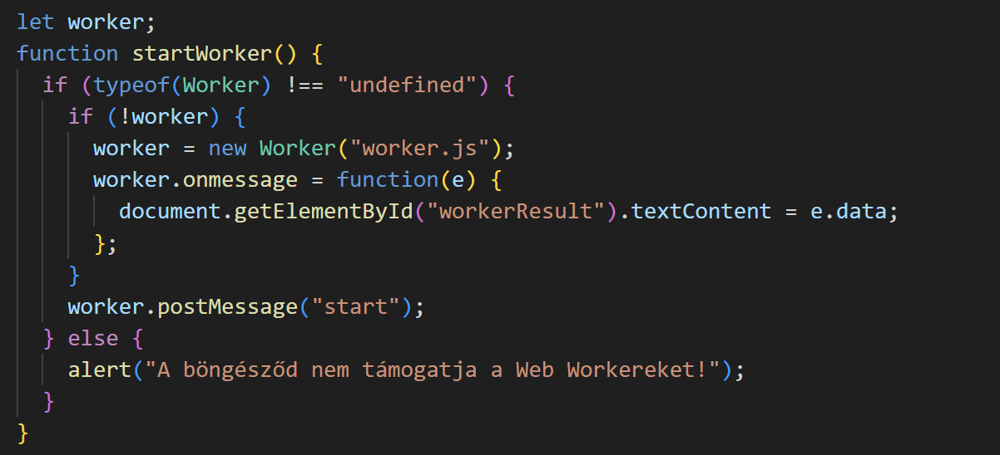 let worker;
function startWorker() {
if (typeof(Worker) !== "undefined") {
if (!worker) {
worker = new Worker("worker.js");
worker.onmessage = function(e) {
document.getElementById("workerResult").textContent = e.data;
};
}
worker.postMessage("start");
} else {
alert("A böngésződ nem támogatja a Web Workereket!");
}
}